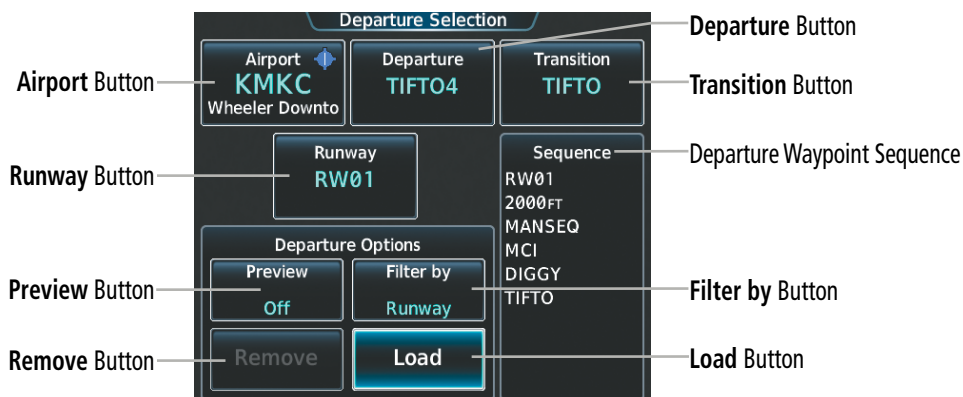 Departure Selection
Departure Button
Airport
KMKC
Wheeler Downto
Departure
TIFTO4
Transition
TIFTO
Airport Button
Transition Button
Runway
RW01
Runway Button
Sequence
RW01
2000FT
MANSEQ
MCI
DIGGY
TIFTO
Departure Waypoint Sequence
Departure Options
Preview
Off
Filter by
Runway
Preview Button
Filter by Button
Remove
Load
Remove Button
Load Button